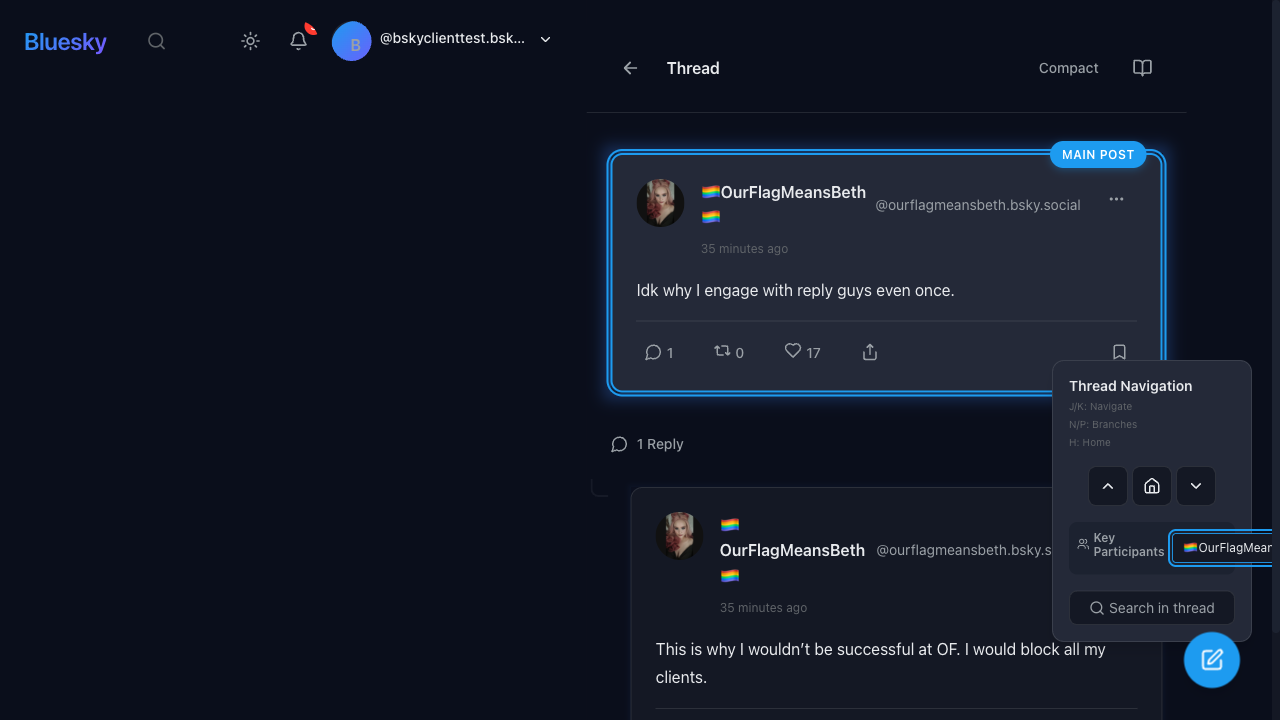 Bluesky
B
@bskyclienttest.bsk...
Thread
Compact
MAIN POST
🏳️‍🌈OurFlagMeansBeth
🏳️‍🌈
@ourflagmeansbeth.bsky.social
35 minutes ago
Idk why I engage with reply guys even once.
1
0
17
1 Reply
🏳️‍🌈
OurFlagMeansBeth
🏳️‍🌈
@ourflagmeansbeth.bsky.s
35 minutes ago
This is why I wouldn’t be successful at OF. I would block all my
clients.
Thread Navigation
J/K: Navigate
N/P: Branches
H: Home
Key
Participants
🏳️‍🌈OurFlagMean
Search in thread